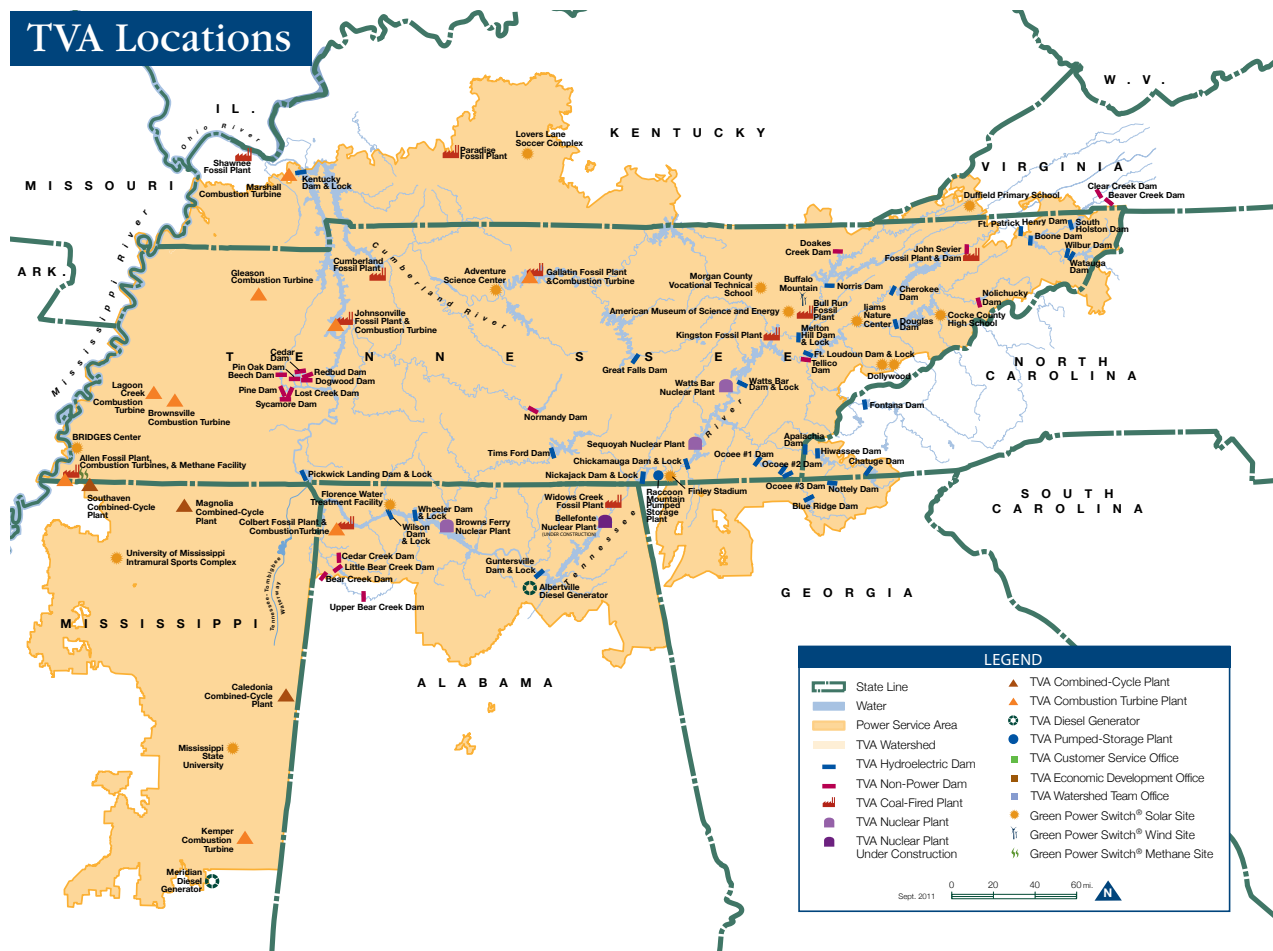 TVA Locations
W. V.
IL.
Ohio River
KENTUCKY
Lovers Lane
Soccer Complex
Paradise
Fossil Plant
Shawnee
Fossil Plant
VIRGINIA
MISSOURI
Marshall
Combustion Turbine
Kentucky
Dam & Lock
Clear Creek Dam
Beaver Creek Dam
Duffield Primary School
Ft. Patrick Henry Dam
South
Holston Dam
Boone Dam
Wilbur Dam
Watauga
Dam
Mississippi River
ARK.
Cumberland
Fossil Plant
Cumberland River
Doakes
Creek Dam
John Sevier
Fossil Plant & Dam
Gleason
Combustion Turbine
Adventure
Science Center
Gallatin Fossil Plant
&Combustion Turbine
Morgan County
Vocational Technical
School
Buffalo
Mountain
Norris Dam
Cherokee
Dam
Nolichucky
Dam
Bull Run
Fossil
Plant
American Museum of Science and Energy
Ijams
Nature
Center
Douglas
Dam
Cocke County
High School
Johnsonville
Fossil Plant &
Combustion Turbine
Kingston Fossil Plant
Melton
Hill Dam
& Lock
TENNESSEE
Ft. Loudoun Dam & Lock
Tellico
Dam
NORTH
CAROLINA
Cedar
Dam
Pin Oak Dam
Beech Dam
Redbud Dam
Dogwood Dam
Pine Dam
Lost Creek Dam
Sycamore Dam
Great Falls Dam
Dollywood
Watts Bar
Nuclear Plant
Watts Bar
Dam & Lock
Lagoon
Creek
Combustion
Turbine
Brownsville
Combustion Turbine
Mississippi River
Normandy Dam
Fontana Dam
River
BRIDGES Center
Allen Fossil Plant,
Combustion Turbines, & Methane Facility
Sequoyah Nuclear Plant
Apalachia
Dam
Tims Ford Dam
Chickamauga Dam & Lock
Ocoee #1 Dam
Hiwassee Dam
Ocoee #2 Dam
Chatuge Dam
Pickwick Landing Dam & Lock
Nickajack Dam & Lock
Ocoee #3 Dam
Nottely Dam
Southaven
Combined-Cycle
Plant
Magnolia
Combined-Cycle
Plant
Florence Water
Treatment Facility
Wheeler Dam
& Lock
Widows Creek
Fossil Plant
Raccoon
Mountain
Pumped
Storage
Plant
Finley Stadium
Blue Ridge Dam
SOUTH
CAROLINA
Colbert Fossil Plant &
CombustionTurbine
Wilson
Dam
& Lock
Browns Ferry
Nuclear Plant
Bellefonte
Nuclear Plant
(UNDER CONSTRUCTION)
Tennessee
University of Mississippi
Intramural Sports Complex
Tennessee-Tombigbee
Waterway
Cedar Creek Dam
Little Bear Creek Dam
Bear Creek Dam
Upper Bear Creek Dam
Guntersville
Dam & Lock
Albertville
Diesel Generator
GEORGIA
MISSISSIPPI
ALABAMA
Caledonia
Combined-Cycle
Plant
Mississippi
State
University
Kemper
Combustion
Turbine
Meridian
Diesel
Generator
LEGEND
State Line
Water
Power Service Area
TVA Watershed
TVA Hydroelectric Dam
TVA Non-Power Dam
TVA Coal-Fired Plant
TVA Nuclear Plant
TVA Nuclear Plant
Under Construction
TVA Combined-Cycle Plant
TVA Combustion Turbine Plant
TVA Diesel Generator
TVA Pumped-Storage Plant
TVA Customer Service Office
TVA Economic Development Office
TVA Watershed Team Office
Green Power Switch® Solar Site
Green Power Switch® Wind Site
Green Power Switch® Methane Site
Sept. 2011
0 20 40 60 mi.
N